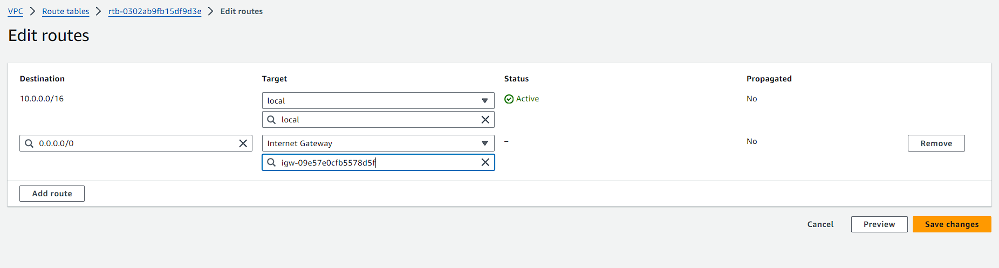 VPC > Route tables > rtb-0302ab9fb15df9d3e > Edit routes
Edit routes
Destination Target Status Propagated
10.0.0.0/16 local Active No
local
0.0.0.0/0 Internet Gateway – No Remove
igw-09e57e0cfb5578d5f
Add route
Cancel Preview Save changes